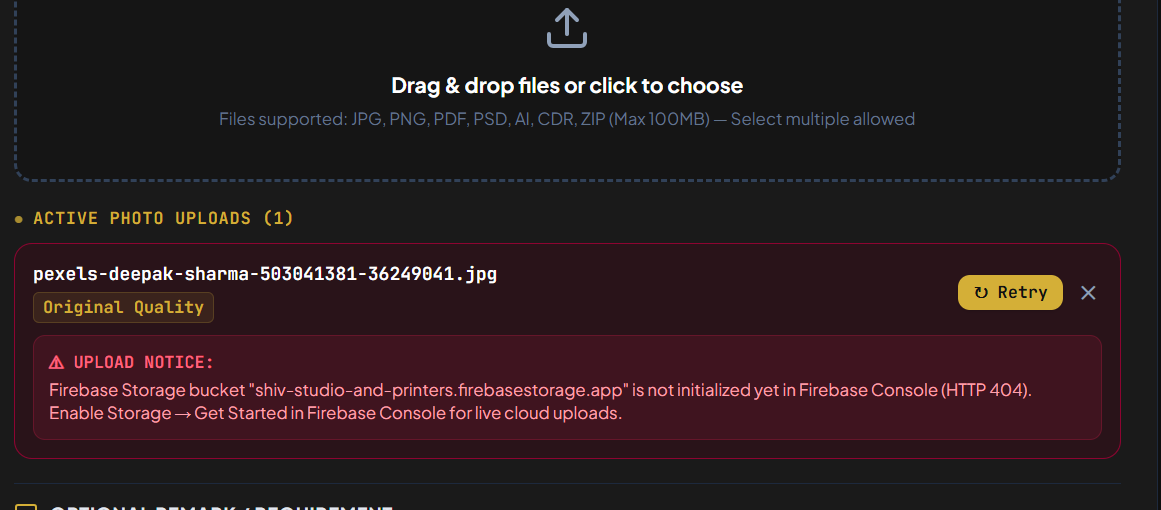 Drag & drop files or click to choose
Files supported: JPG, PNG, PDF, PSD, AI, CDR, ZIP (Max 100MB) — Select multiple allowed
ACTIVE PHOTO UPLOADS (1)
pexels-deepak-sharma-503041381-36249041.jpg
Original Quality
↻ Retry
⚠ UPLOAD NOTICE:
Firebase Storage bucket "shiv-studio-and-printers.firebasestorage.app" is not initialized yet in Firebase Console (HTTP 404).
Enable Storage → Get Started in Firebase Console for live cloud uploads.
OPTIONAL REMARK / REQUIREMENT